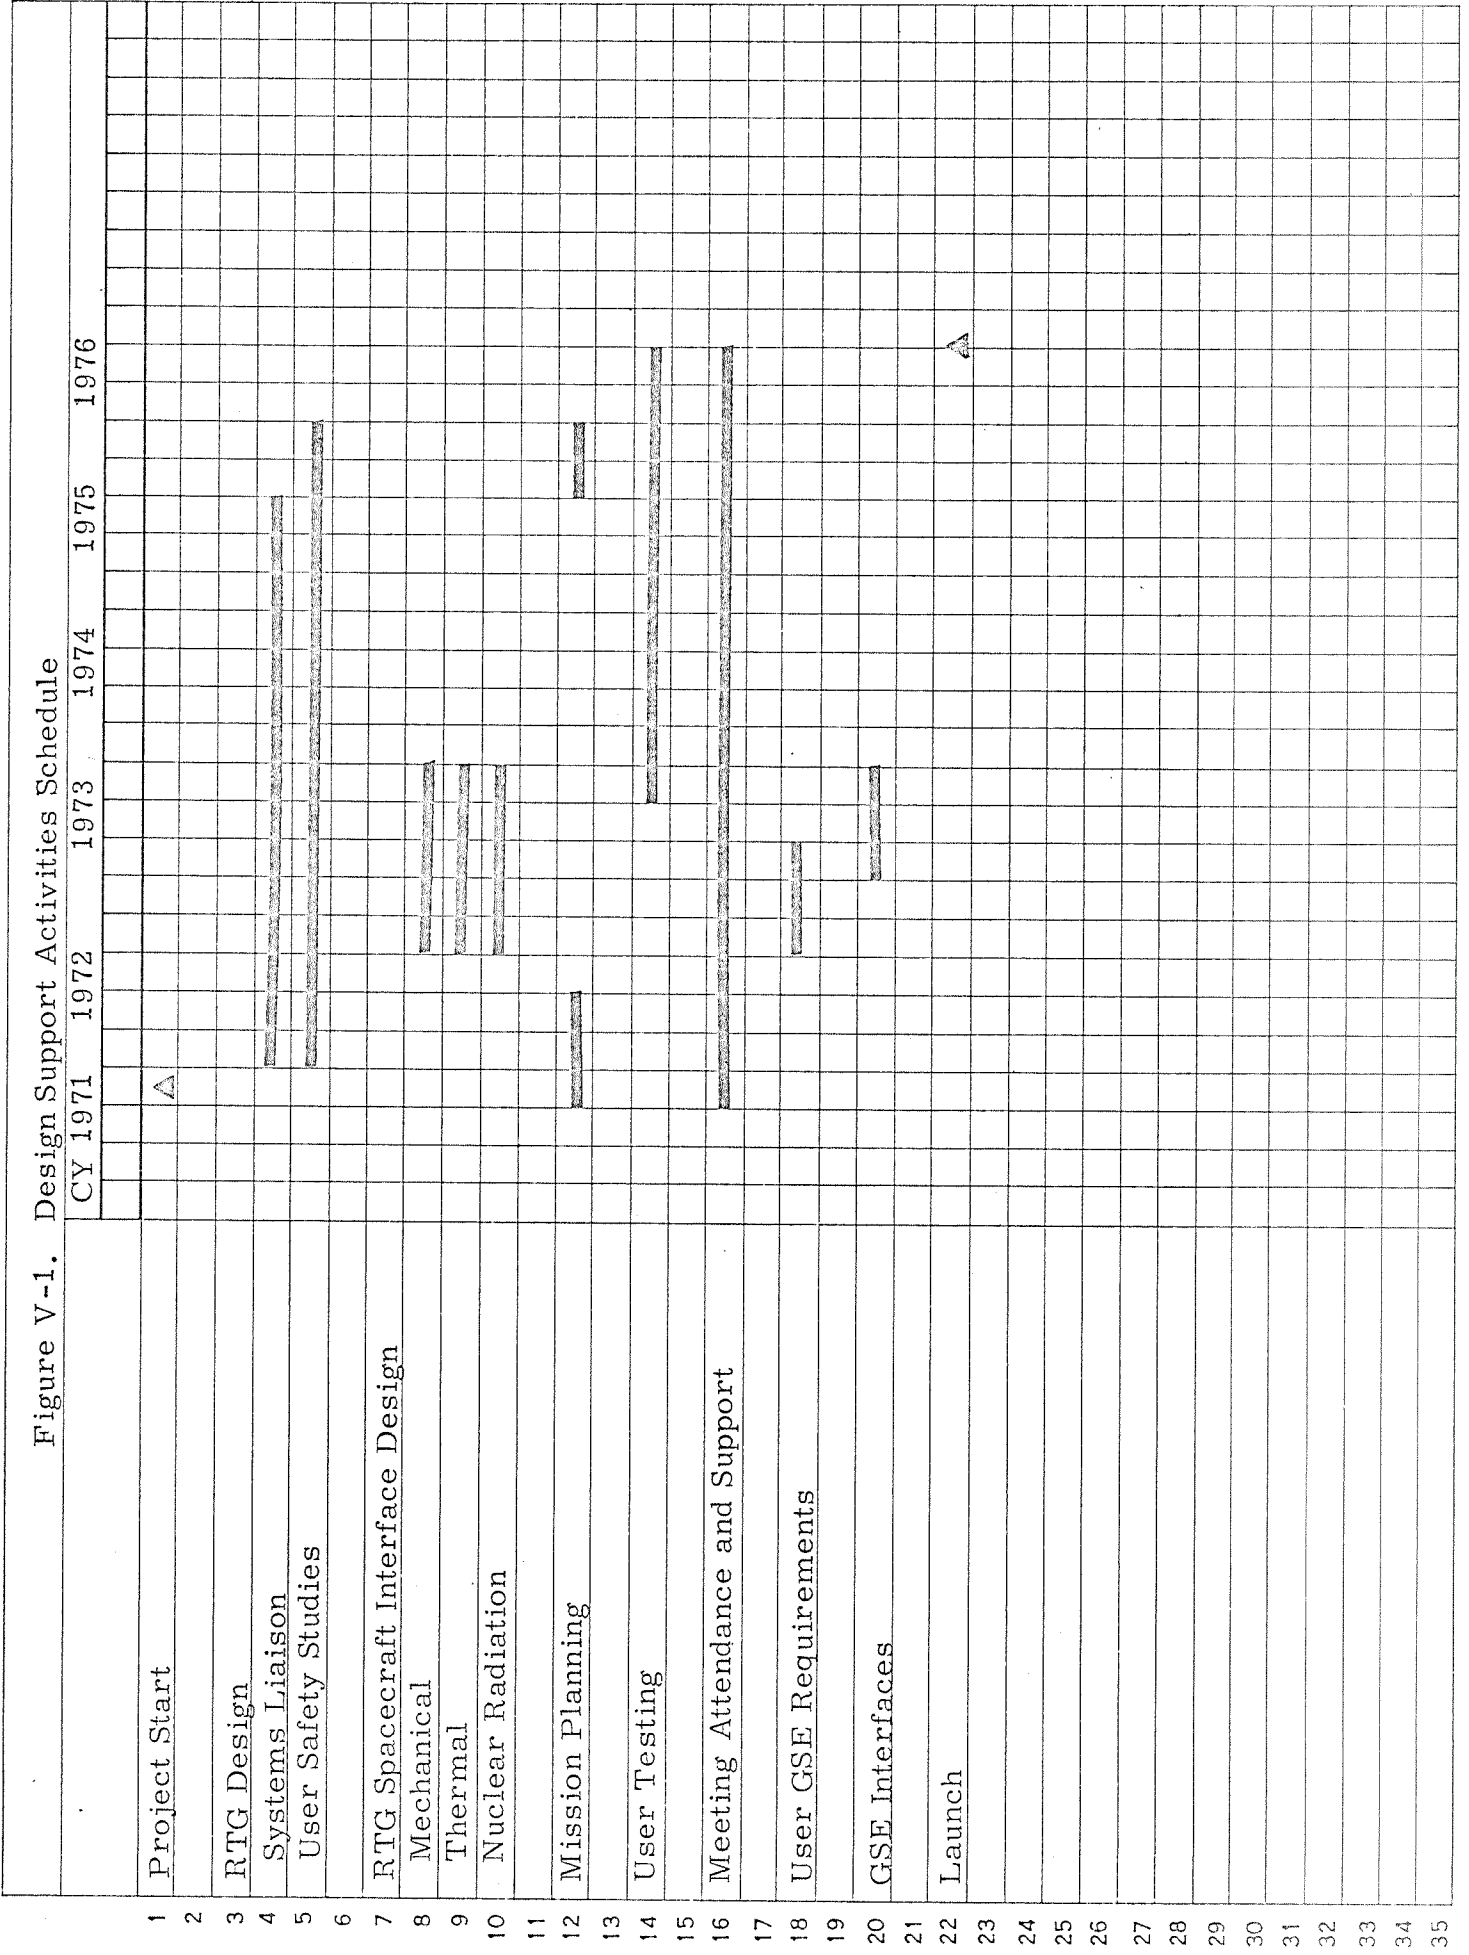 Figure V-1. Design Support Activities Schedule
CY 1971 1972 1973 1974 1975 1976
1 Project Start
2
3 RTG Design
4 Systems Liaison
5 User Safety Studies
6
7 RTG Spacecraft Interface Design
8 Mechanical
9 Thermal
10 Nuclear Radiation
11
12 Mission Planning
13
14 User Testing
15
16 Meeting Attendance and Support
17
18 User GSE Requirements
19
20 GSE Interfaces
21
22 Launch
23
24
25
26
27
28
29
30
31
32
33
34
35